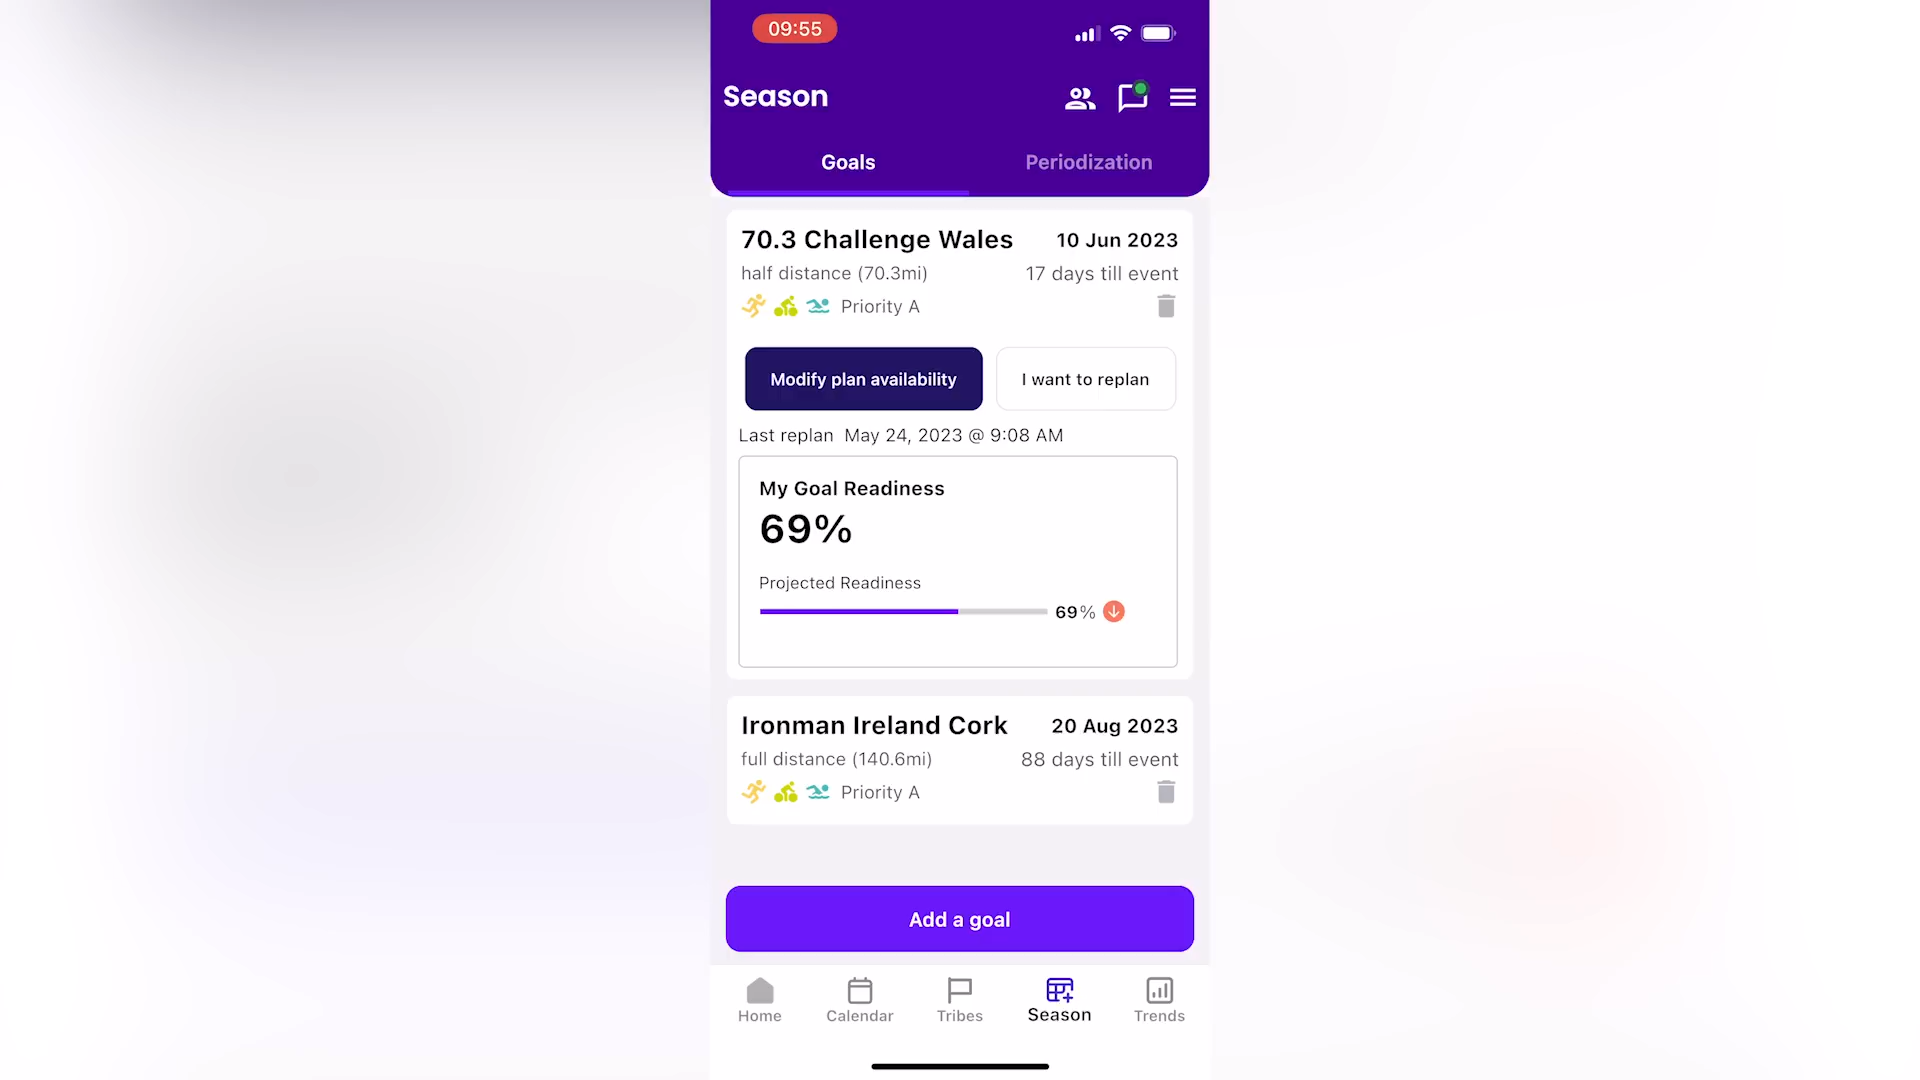 09:55
Season
Goals
Periodization
70.3 Challenge Wales
10 Jun 2023
half distance (70.3mi)
17 days till event
Priority A
Modify plan availability
I want to replan
Last replan May 24, 2023 @ 9:08 AM
My Goal Readiness
69%
Projected Readiness
69%
Ironman Ireland Cork
20 Aug 2023
full distance (140.6mi)
88 days till event
Priority A
Add a goal
Home
Calendar
Tribes
Season
Trends